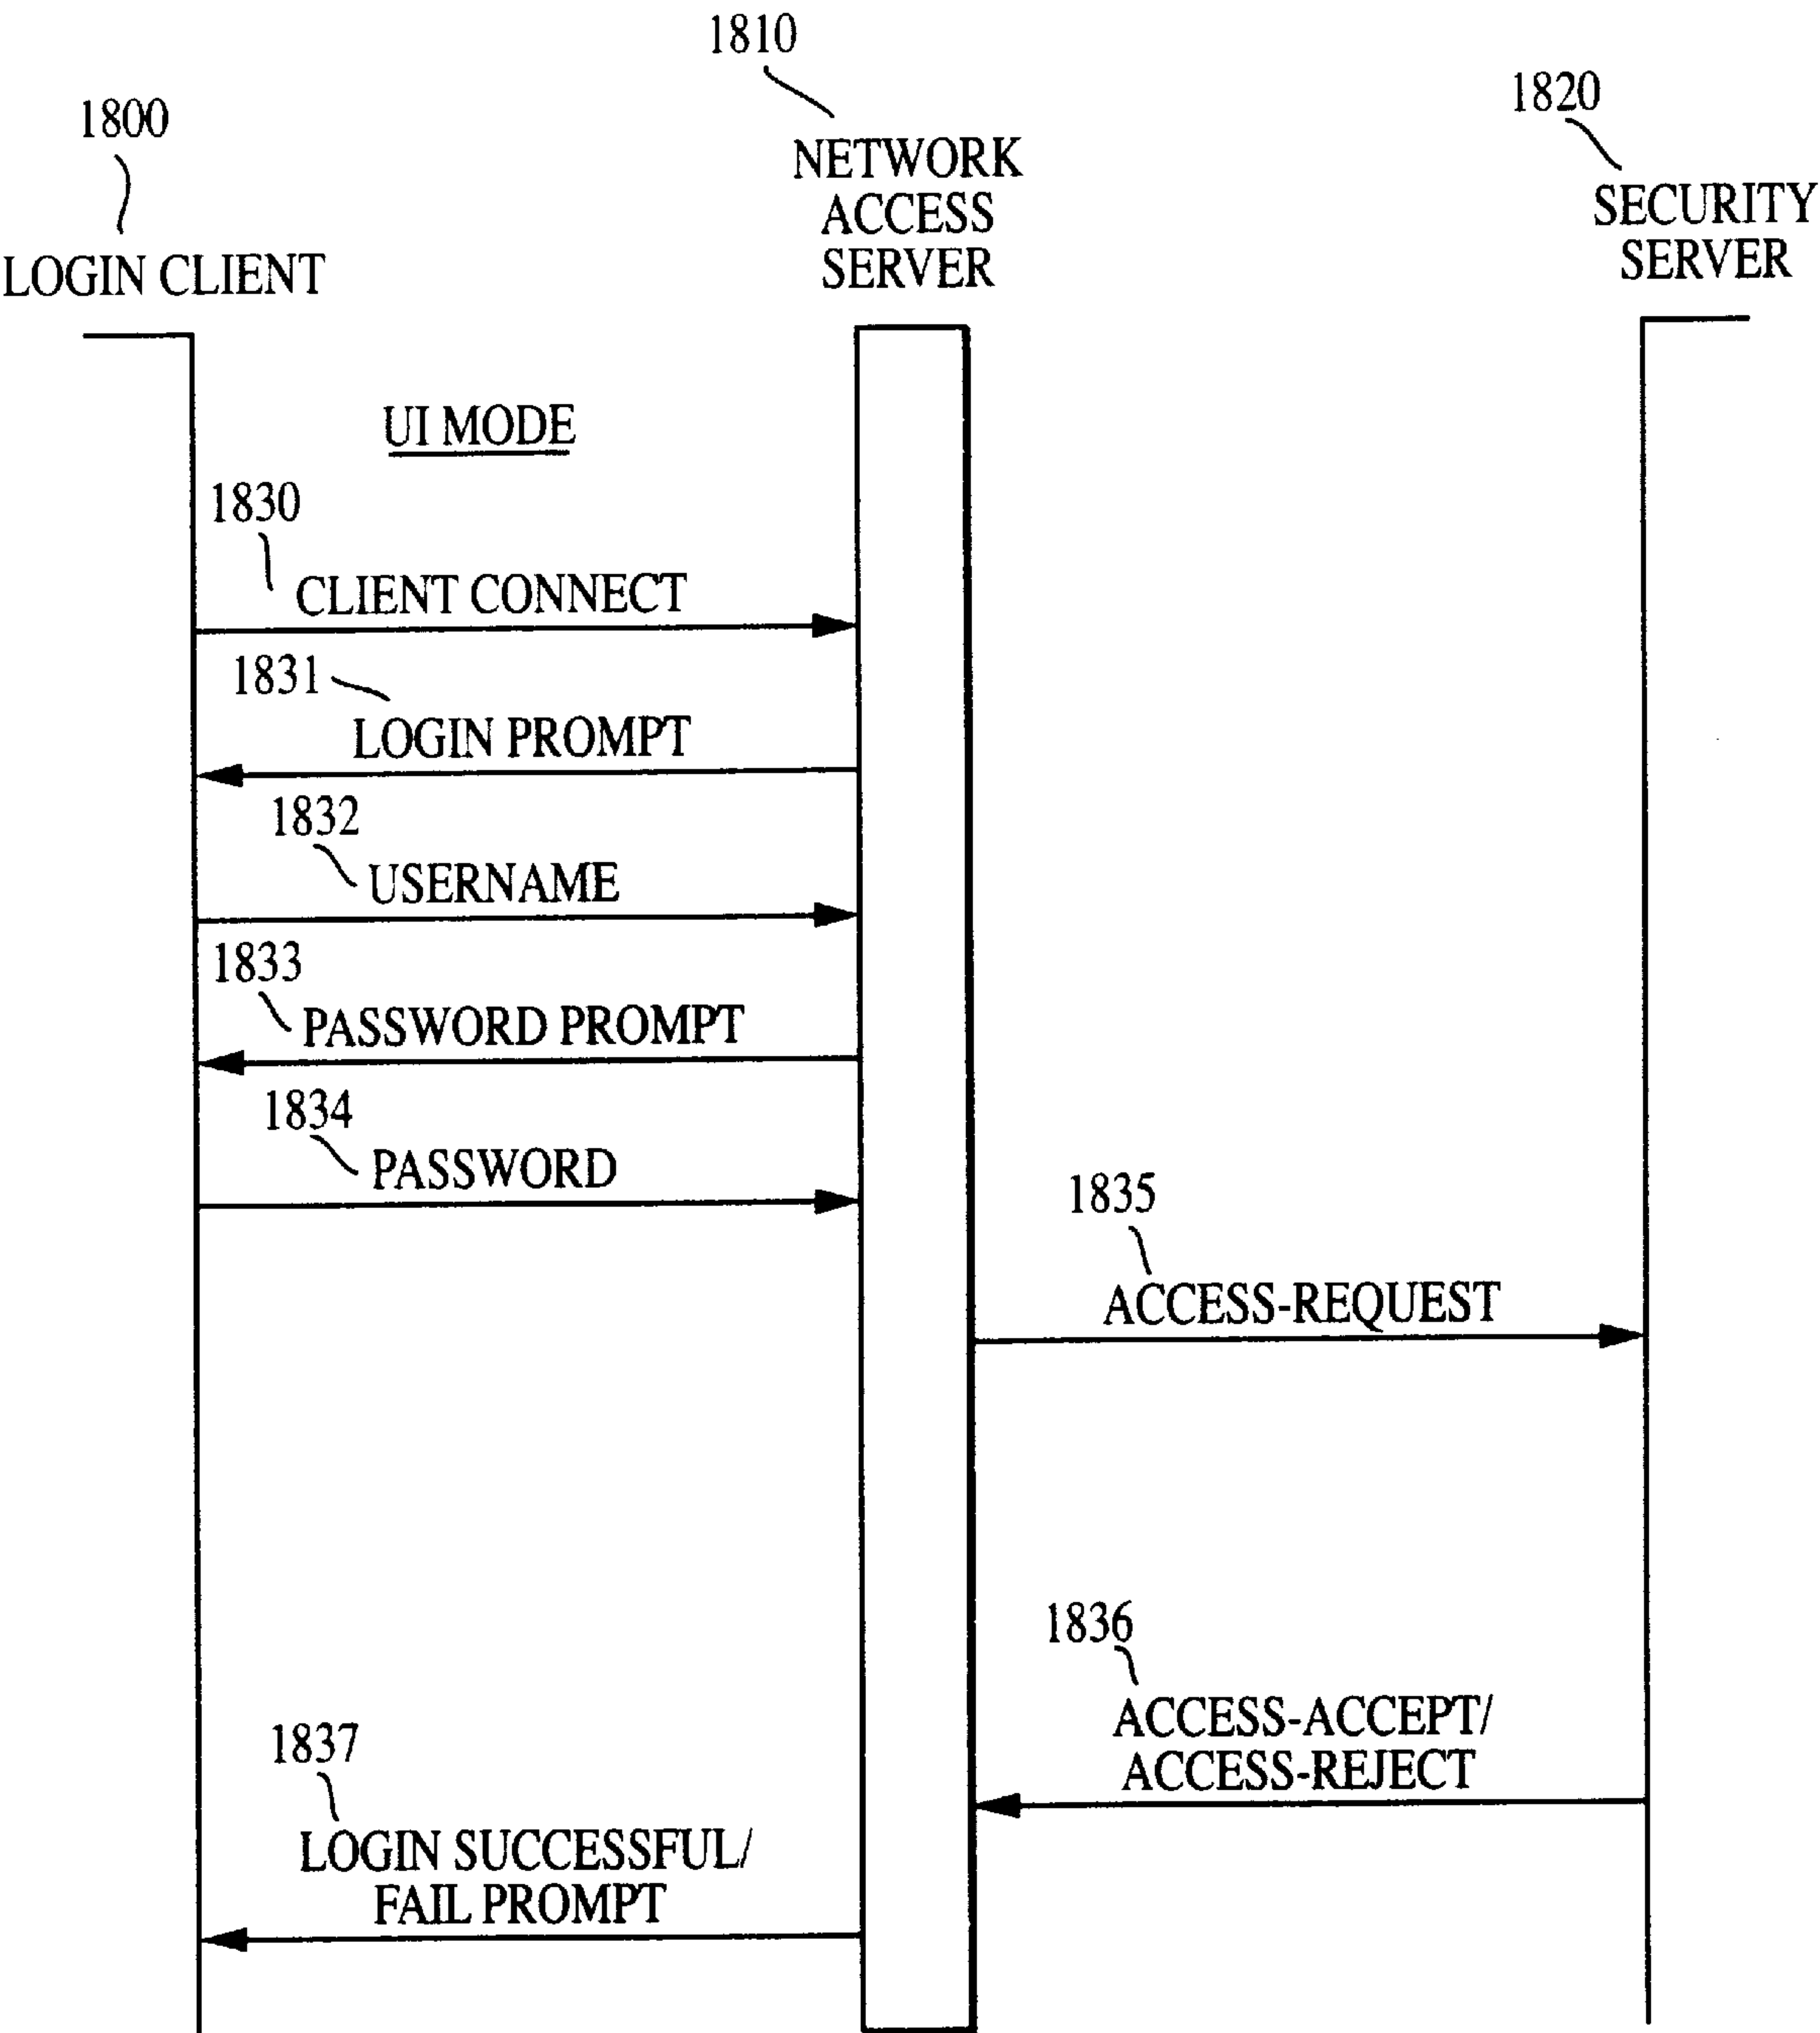 1810
1820
1800
NETWORK
ACCESS
SERVER
SECURITY
SERVER
LOGIN CLIENT
UI MODE
1830
CLIENT CONNECT
1831
LOGIN PROMPT
1832
USERNAME
1833
PASSWORD PROMPT
1834
PASSWORD
1835
ACCESS-REQUEST
1836
ACCESS-ACCEPT/
ACCESS-REJECT
1837
LOGIN SUCCESSFUL/
FAIL PROMPT